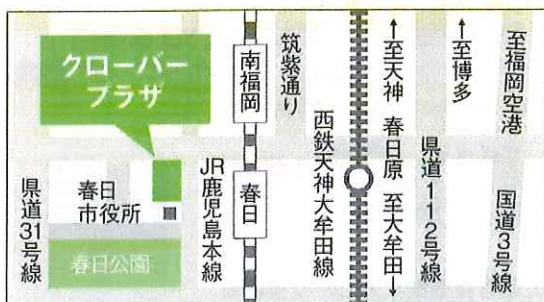 クローバー
プラザ
南福岡
筑紫通り
↑至天神
春日原
至大牟田↓
↑至博多
至福岡空港
県道31号線
春日
市役所
春日公園
JR鹿児島本線
春日
西鉄天神大牟田線
県道112号線
国道3号線